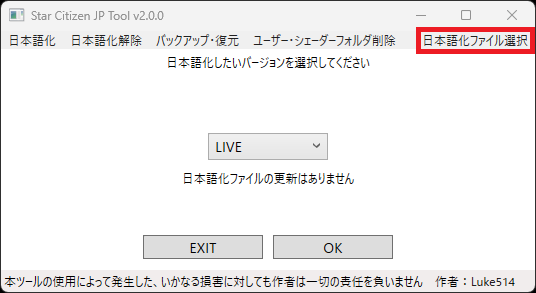 Star Citizen JP Tool v2.0.0
日本語化 日本語化解除 バックアップ・復元 ユーザー・シェーダーフォルダ削除 日本語化ファイル選択
日本語化したいバージョンを選択してください
LIVE
日本語化ファイルの更新はありません
EXIT OK
本ツールの使用によって発生した、いかなる損害に対しても作者は一切の責任を負いません 作者：Luke514